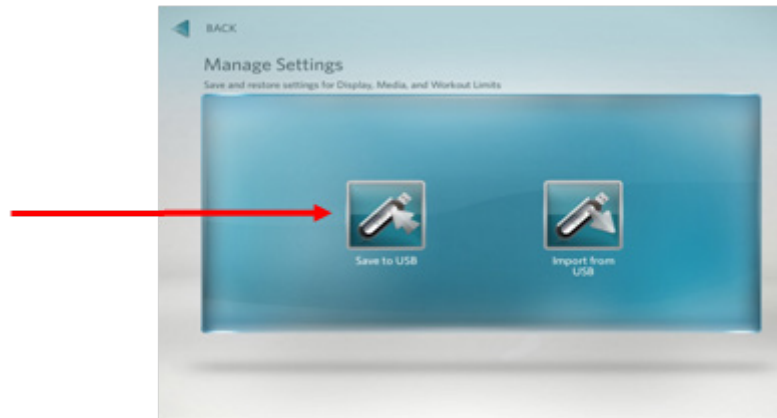 BACK
Manage Settings
Save and restore settings for Display, Media, and Workout Limits
Save to USB
Import from
USB